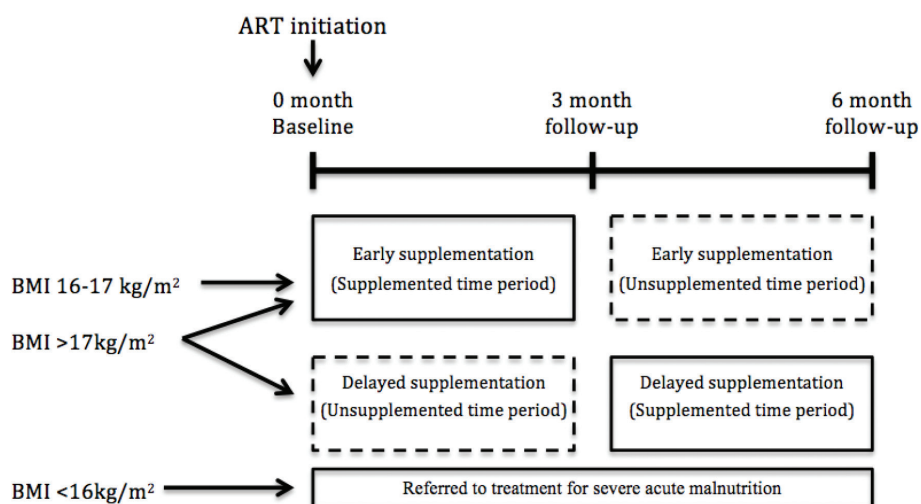 ART initiation
0 month
Baseline
3 month
follow-up
6 month
follow-up
BMI 16-17 kg/m²
BMI >17kg/m²
Early supplementation
(Supplemented time period)
Early supplementation
(Unsupplemented time period)
Delayed supplementation
(Unsupplemented time period)
Delayed supplementation
(Supplemented time period)
BMI <16kg/m²
Referred to treatment for severe acute malnutrition